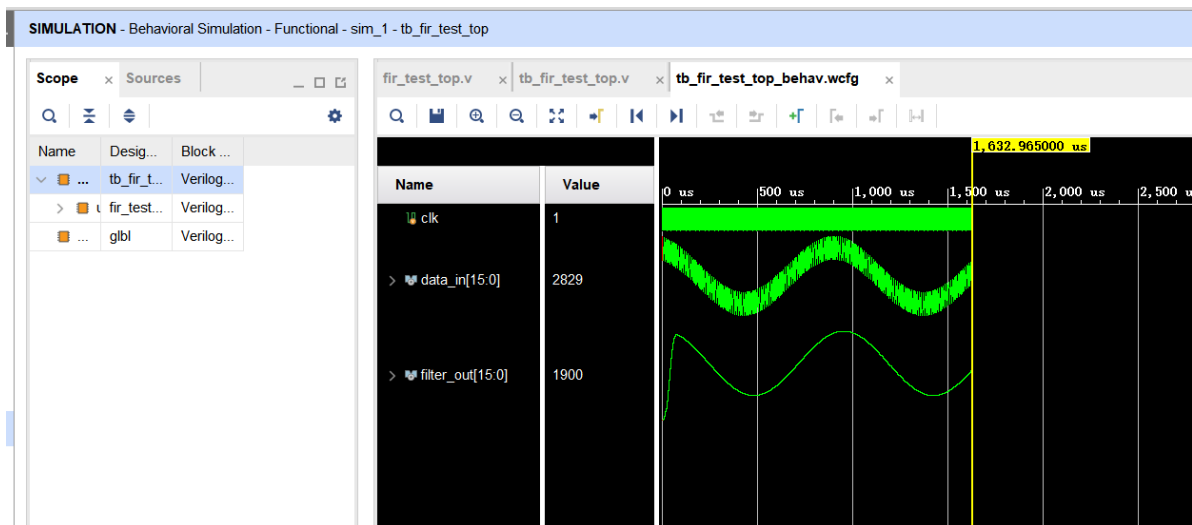 SIMULATION - Behavioral Simulation - Functional - sim_1 - tb_fir_test_top
Scope × Sources
Name Desig... Block ...
... tb_fir_t... Verilog...
fir_test... Verilog...
... glbl Verilog...
fir_test_top.v × tb_fir_test_top.v × tb_fir_test_top_behav.wcfg ×
1,632.965000 us
Name Value
0 us 500 us 1,000 us 1,500 us 2,000 us 2,500 u
clk 1
data_in[15:0] 2829
filter_out[15:0] 1900